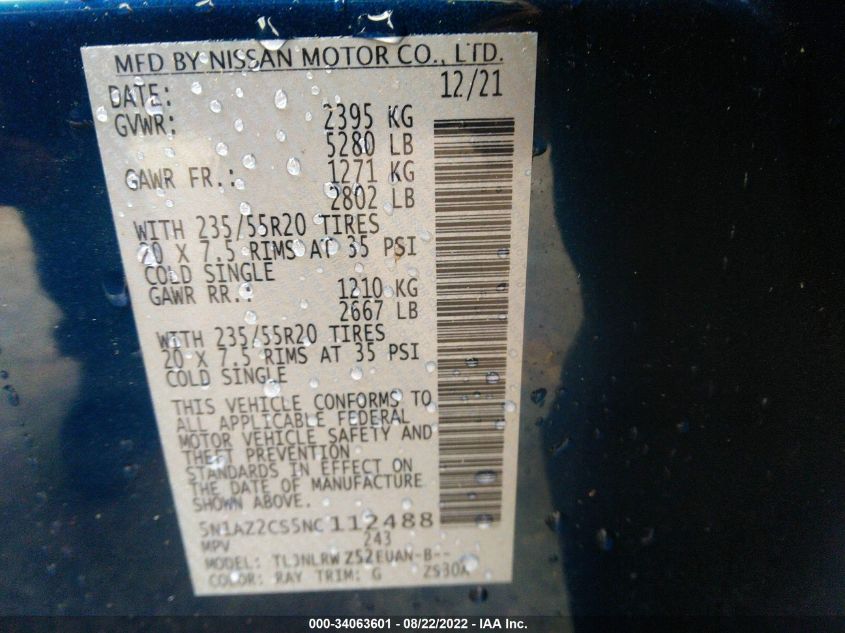 MFD BY NISSAN MOTOR CO., LTD.
DATE: 12/21
GVWR: 2395 KG
5280 LB
GAWR FR.: 1271 KG
2802 LB
WITH 235/55R20 TIRES
20 X 7.5 RIMS AT 35 PSI
COLD SINGLE
GAWR RR.: 1210 KG
2667 LB
WITH 235/55R20 TIRES
20 X 7.5 RIMS AT 35 PSI
COLD SINGLE
THIS VEHICLE CONFORMS TO
ALL APPLICABLE FEDERAL
MOTOR VEHICLE SAFETY AND
THEFT PREVENTION
STANDARDS IN EFFECT ON
THE DATE OF MANUFACTURE
SHOWN ABOVE.
5N1AZ2CS5NC112488
MPV 243
MODEL: TLJNLRW Z52EUAN-B--
COLOR: RAY TRIM: G
000-34063601 - 08/22/2022 - IAA Inc.